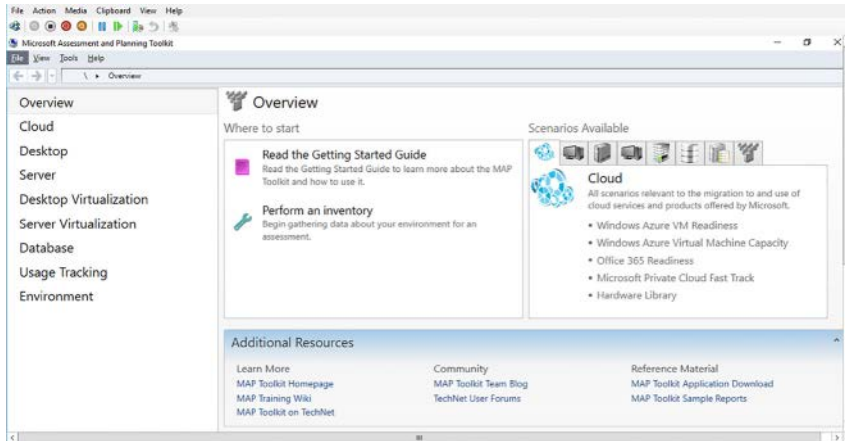 File Action Media Clipboard View Help
Microsoft Assessment and Planning Toolkit
File View Tools Help
\ ▸ Overview
Overview
Cloud
Desktop
Server
Desktop Virtualization
Server Virtualization
Database
Usage Tracking
Environment
Overview
Where to start
Read the Getting Started Guide
Read the Getting Started Guide to learn more about the MAP
Toolkit and how to use it.
Perform an inventory
Begin gathering data about your environment for an
assessment.
Scenarios Available
Cloud
All scenarios relevant to the migration to and use of
cloud services and products offered by Microsoft.
• Windows Azure VM Readiness
• Windows Azure Virtual Machine Capacity
• Office 365 Readiness
• Microsoft Private Cloud Fast Track
• Hardware Library
Additional Resources
Learn More
MAP Toolkit Homepage
MAP Training Wiki
MAP Toolkit on TechNet
Community
MAP Toolkit Team Blog
TechNet User Forums
Reference Material
MAP Toolkit Application Download
MAP Toolkit Sample Reports